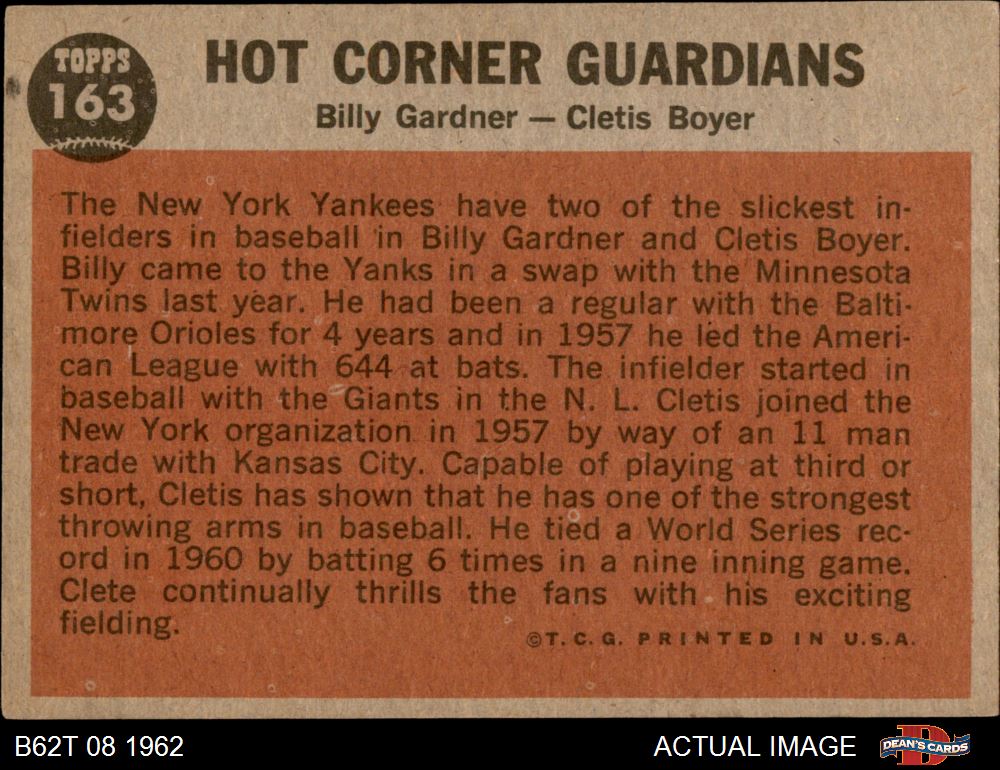 TOPPS
163
HOT CORNER GUARDIANS
Billy Gardner — Cletis Boyer
The New York Yankees have two of the slickest in-
fielders in baseball in Billy Gardner and Cletis Boyer.
Billy came to the Yanks in a swap with the Minnesota
Twins last year. He had been a regular with the Balti-
more Orioles for 4 years and in 1957 he led the Ameri-
can League with 644 at bats. The infielder started in
baseball with the Giants in the N. L. Cletis joined the
New York organization in 1957 by way of an 11 man
trade with Kansas City. Capable of playing at third or
short, Cletis has shown that he has one of the strongest
throwing arms in baseball. He tied a World Series rec-
ord in 1960 by batting 6 times in a nine inning game.
Clete continually thrills the fans with his exciting
fielding.
©T. C. G. PRINTED IN U.S.A.
B62T 08 1962
ACTUAL IMAGE
DEAN'S CARDS